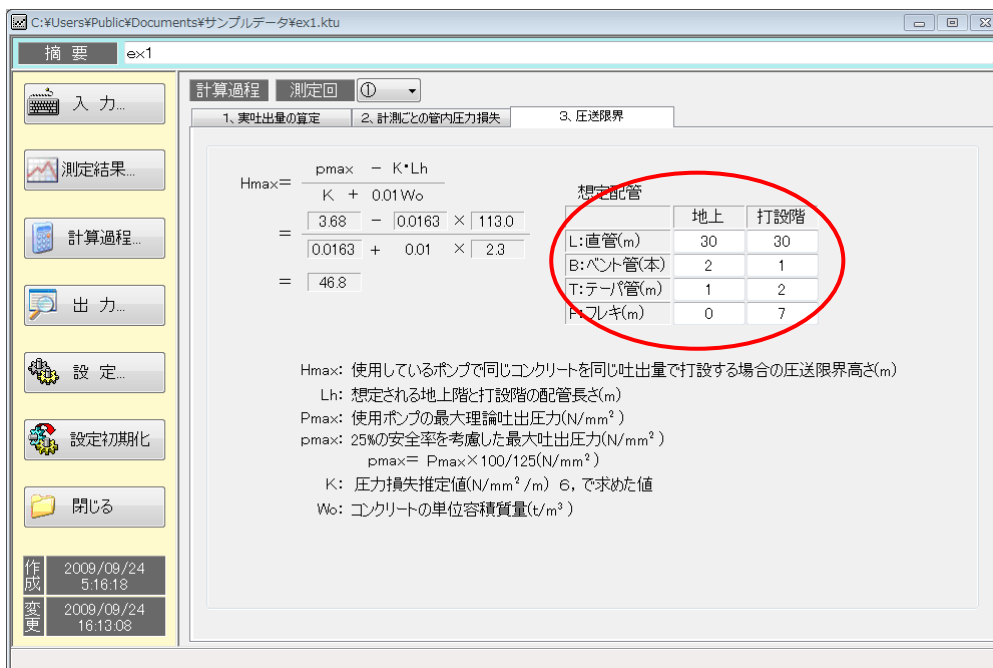 C:¥Users¥Public¥Documents¥サンプルデータ¥ex1.ktu
摘 要 ex1
入 力...
測定結果...
計算過程...
出 力...
設 定...
設定初期化
閉じる
作成 2009/09/24 5:16:18
変更 2009/09/24 16:13:08
計算過程 測定回 ①
1、実吐出量の算定 2、計測ごとの管内圧力損失 3、圧送限界
Hmax= pmax - K・Lh
K + 0.01Wo
= 3.68 - 0.0163 × 113.0
0.0163 + 0.01 × 2.3
= 46.8
想定配管
地上 打設階
L:直管(m) 30 30
B:ベント管(本) 2 1
T:テーパ管(m) 1 2
F:フレキ(m) 0 7
Hmax: 使用しているポンプで同じコンクリートを同じ吐出量で打設する場合の圧送限界高さ(m)
Lh: 想定される地上階と打設階の配管長さ(m)
Pmax: 使用ポンプの最大理論吐出圧力(N/mm²)
pmax: 25%の安全率を考慮した最大吐出圧力(N/mm²)
pmax= Pmax×100/125(N/mm²)
K: 圧力損失推定値(N/mm²/m) 6, で求めた値
Wo: コンクリートの単位容積質量(t/m³)